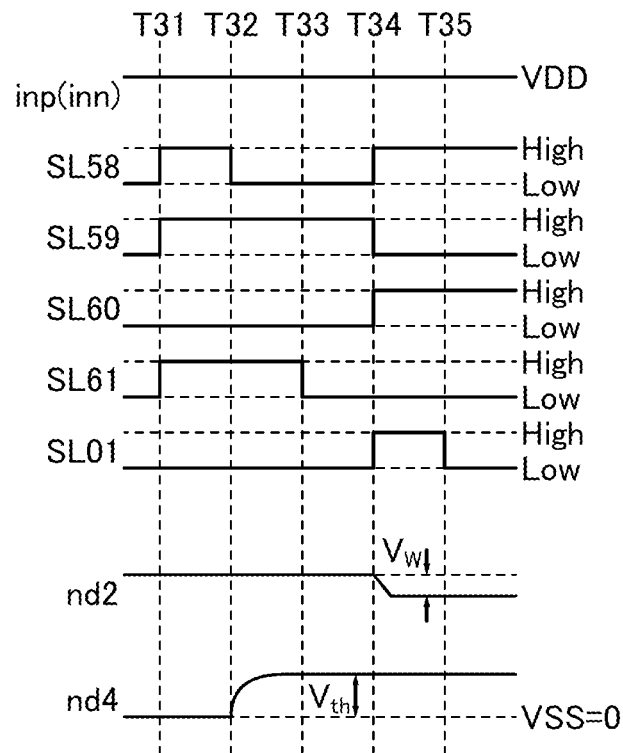 T31 T32 T33 T34 T35
inp(inn) VDD
SL58 High
Low
SL59 High
Low
SL60 High
Low
SL61 High
Low
SL01 High
Low
VW
nd2
nd4 Vth VSS=0